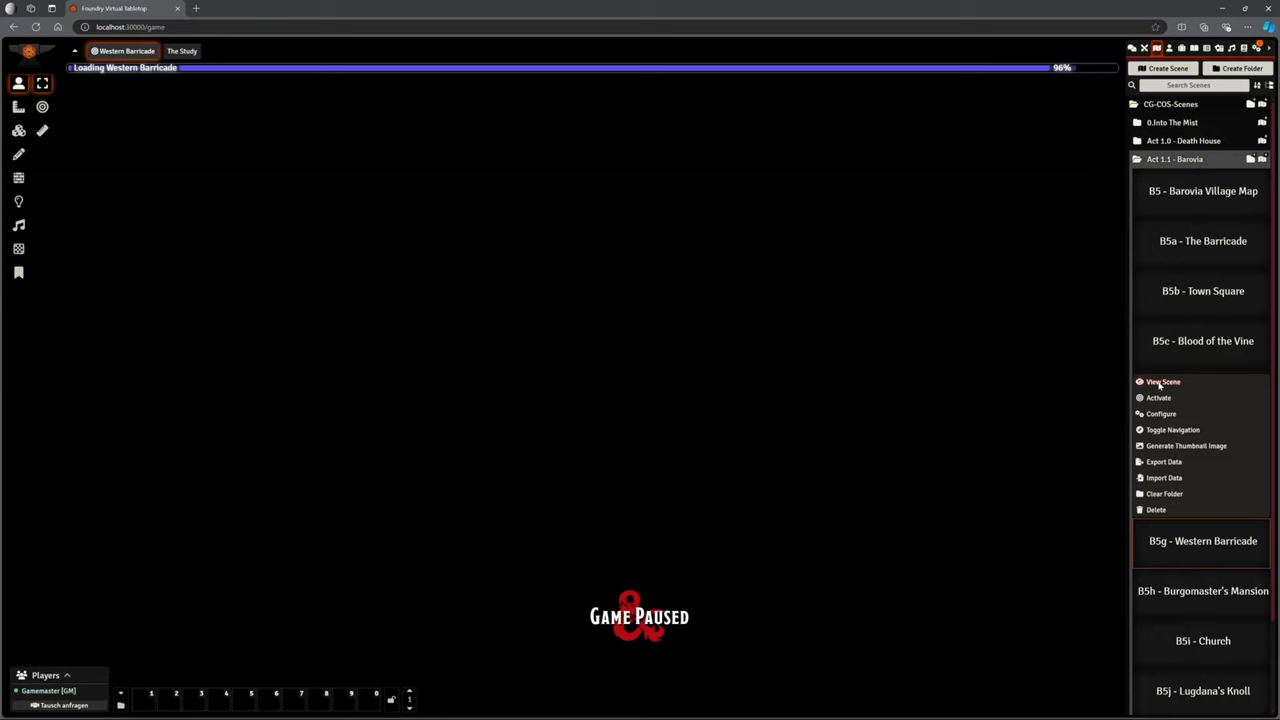 Foundry Virtual Tabletop
localhost:30000/game
Western Barricade
The Study
Loading Western Barricade
96%
Create Scene
Create Folder
Search Scenes
CG-COS-Scenes
0.Into The Mist
Act 1.0 - Death House
Act 1.1 - Barovia
B5 - Barovia Village Map
B5a - The Barricade
B5b - Town Square
B5c - Blood of the Vine
View Scene
Activate
Configure
Toggle Navigation
Generate Thumbnail Image
Export Data
Import Data
Clear Folder
Delete
B5g - Western Barricade
B5h - Burgomaster's Mansion
B5i - Church
B5j - Lugdana's Knoll
&
Game Paused
Players
Gamemaster [GM]
Tausch anfragen
1 2 3 4 5 6 7 8 9 0
1